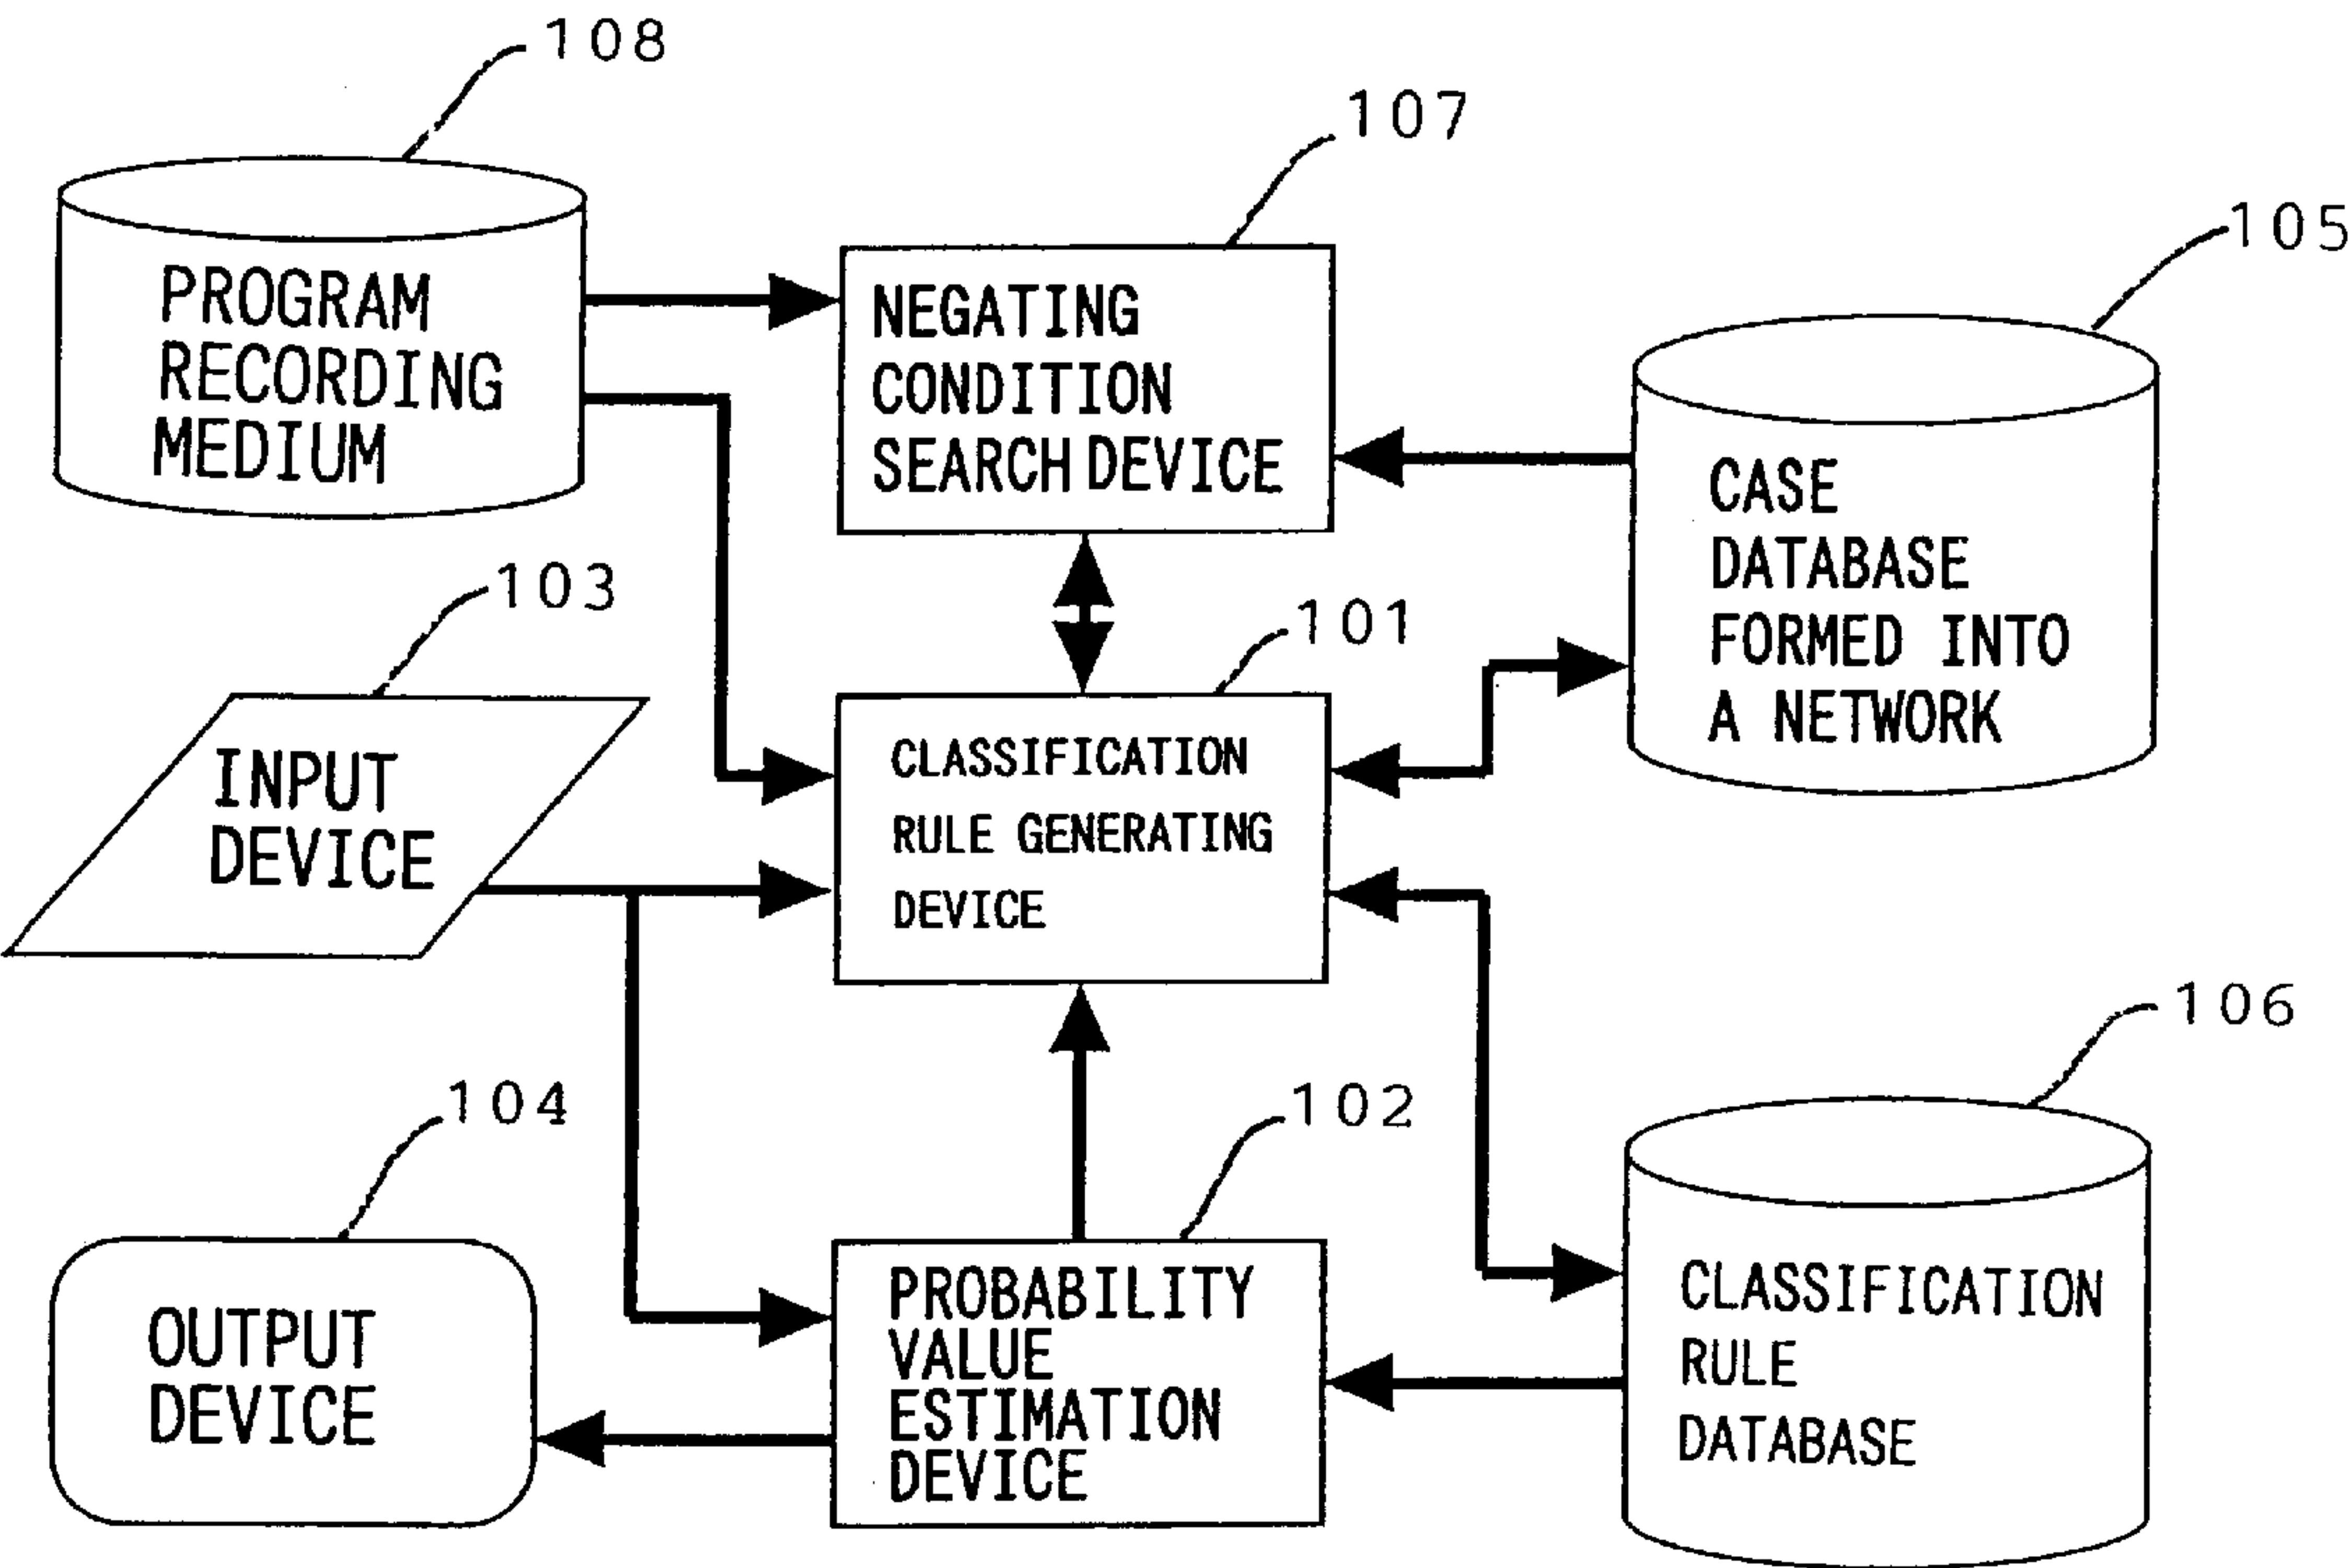 108
PROGRAM
RECORDING
MEDIUM
107
NEGATING
CONDITION
SEARCH DEVICE
105
CASE
DATABASE
FORMED INTO
A NETWORK
103
INPUT
DEVICE
101
CLASSIFICATION
RULE GENERATING
DEVICE
106
CLASSIFICATION
RULE
DATABASE
104
OUTPUT
DEVICE
102
PROBABILITY
VALUE
ESTIMATION
DEVICE